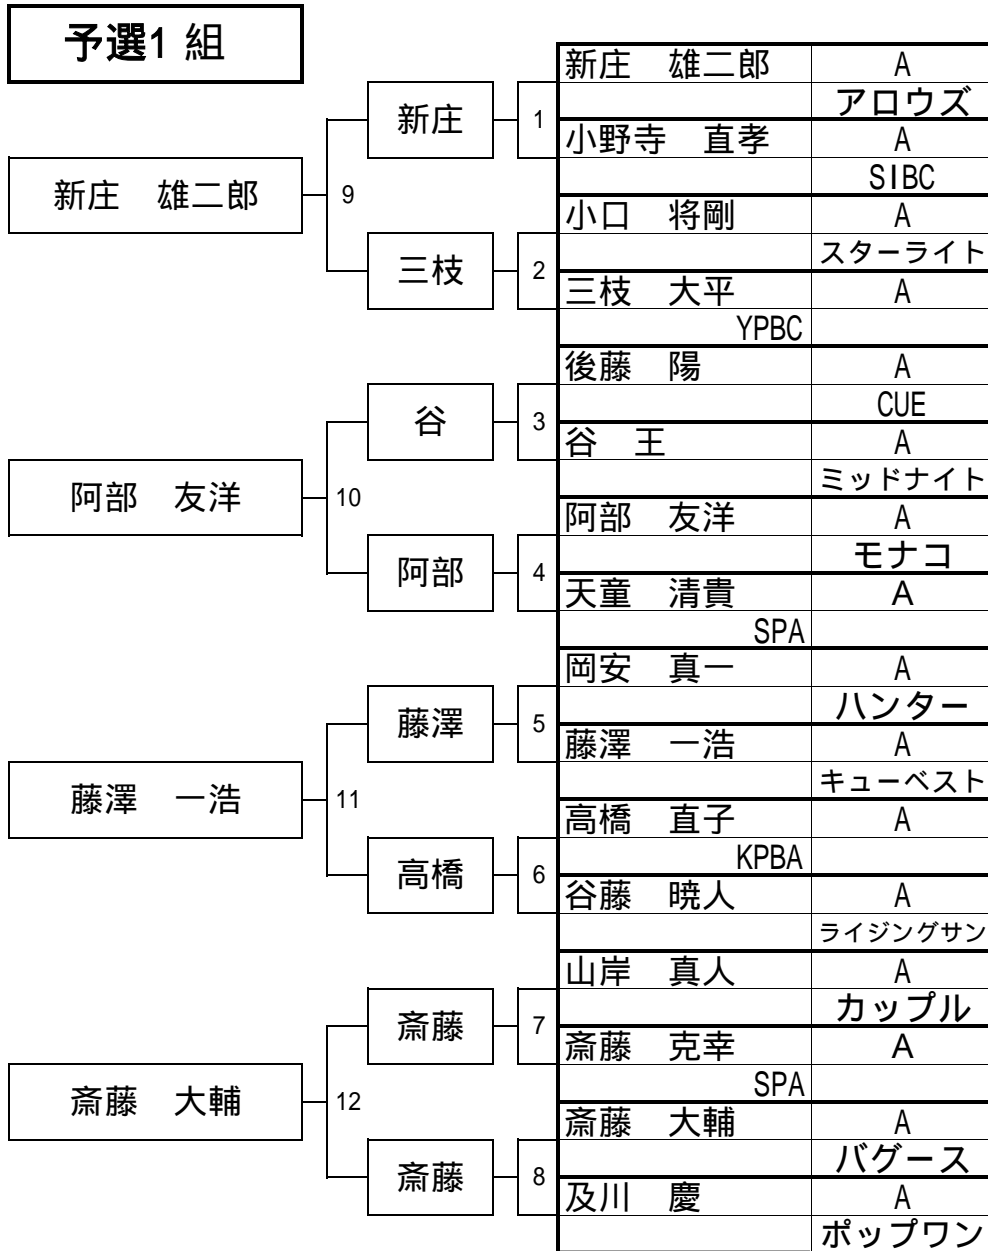 予選1 組
新庄 雄二郎 A
アロウズ
新庄 1
小野寺 直孝 A
SIBC
新庄 雄二郎 9
小口 将剛 A
スターライト
三枝 2
三枝 大平 A
YPBC
後藤 陽 A
CUE
谷 3
谷 王 A
ミッドナイト
阿部 友洋 10
阿部 友洋 A
モナコ
阿部 4
天童 清貴 A
SPA
岡安 真一 A
ハンター
藤澤 5
藤澤 一浩 A
キューベスト
藤澤 一浩 11
高橋 直子 A
KPBA
高橋 6
谷藤 暁人 A
ライジングサン
山岸 真人 A
カップル
斎藤 7
斎藤 克幸 A
SPA
斎藤 大輔 12
斎藤 大輔 A
バグース
斎藤 8
及川 慶 A
ポップワン